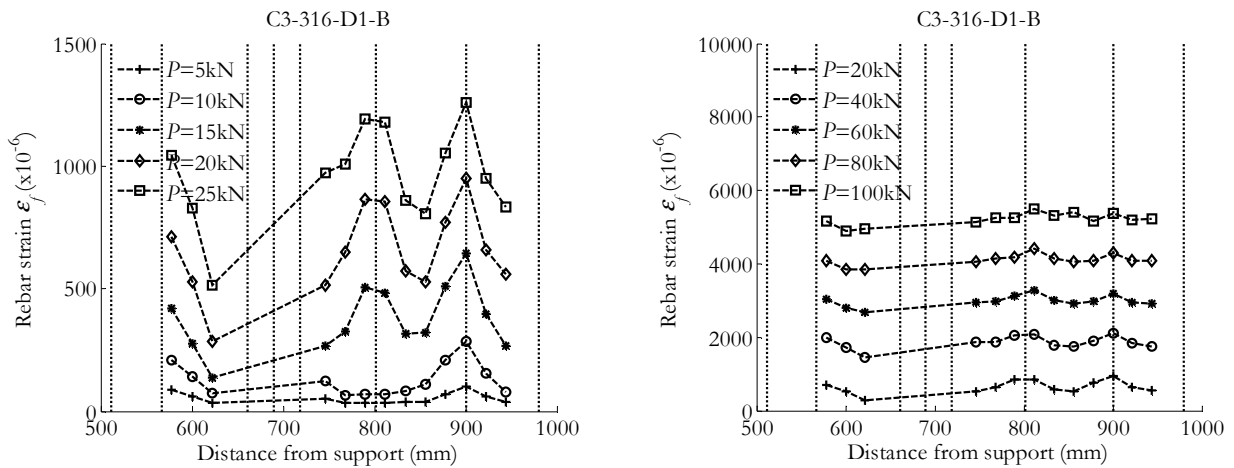 C3-316-D1-B
1500
1000
500
0
500
600
700
800
900
1000
Rebar strain εf (x10-6)
Distance from support (mm)
P=5kN
P=10kN
P=15kN
P=20kN
P=25kN
C3-316-D1-B
10000
8000
6000
4000
2000
0
500
600
700
800
900
1000
Rebar strain εf (x10-6)
Distance from support (mm)
P=20kN
P=40kN
P=60kN
P=80kN
P=100kN